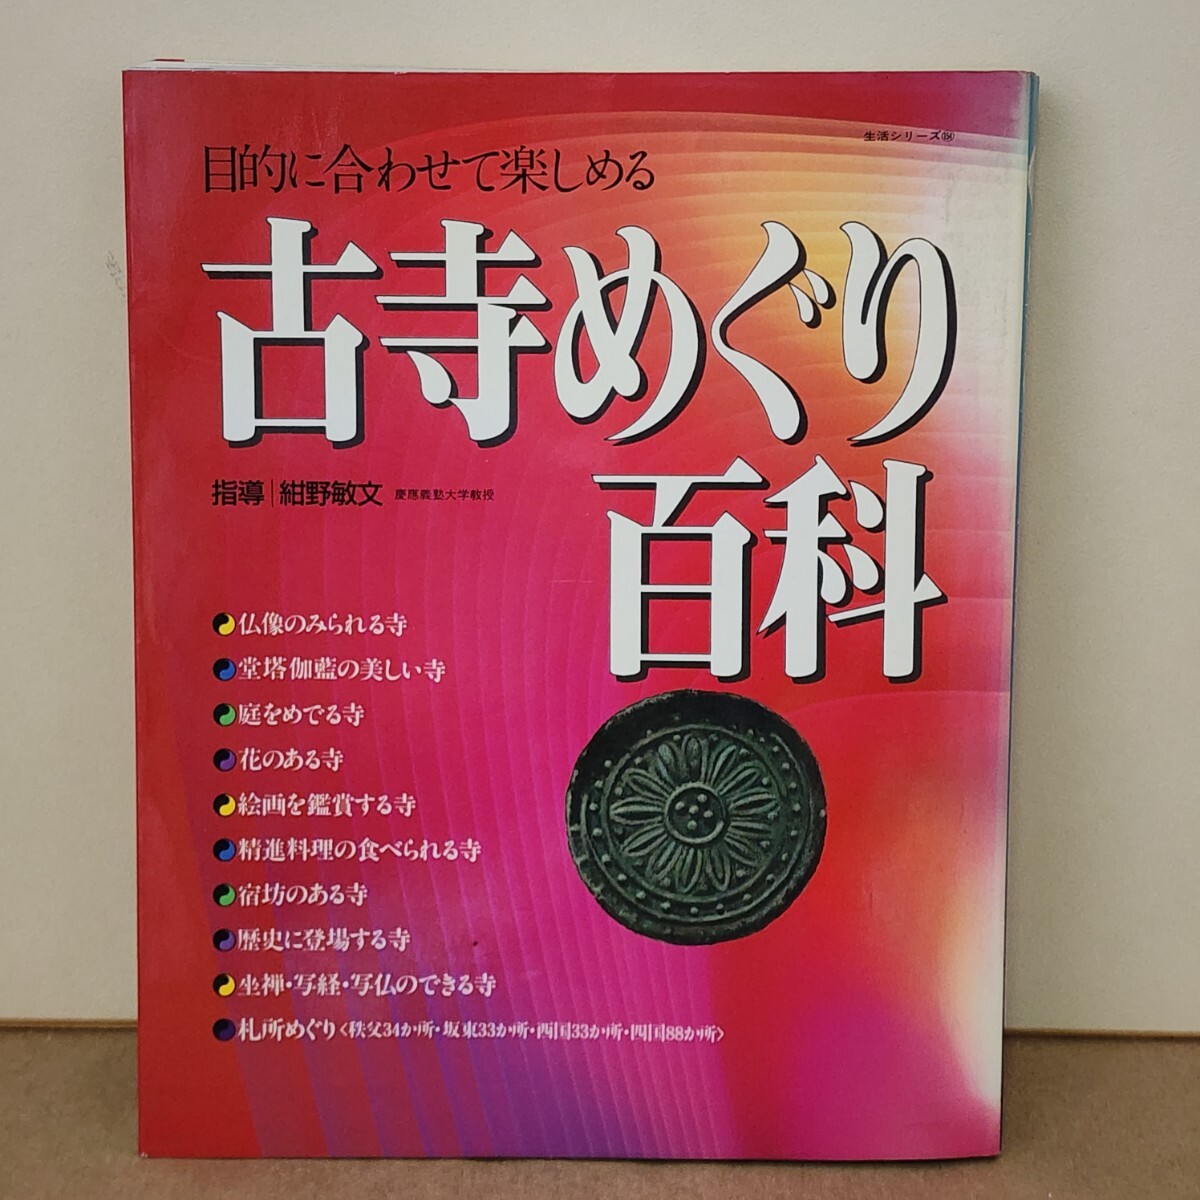 生活シリーズ
目的に合わせて楽しめる
古寺めぐり
百科
指導|紺野敏文 慶應義塾大学教授
仏像のみられる寺
堂塔伽藍の美しい寺
庭をめでる寺
花のある寺
絵画を鑑賞する寺
精進料理の食べられる寺
宿坊のある寺
歴史に登場する寺
坐禅・写経・写仏のできる寺
札所めぐり〈秩父34か所・坂東33か所・西国33か所・四国88か所〉